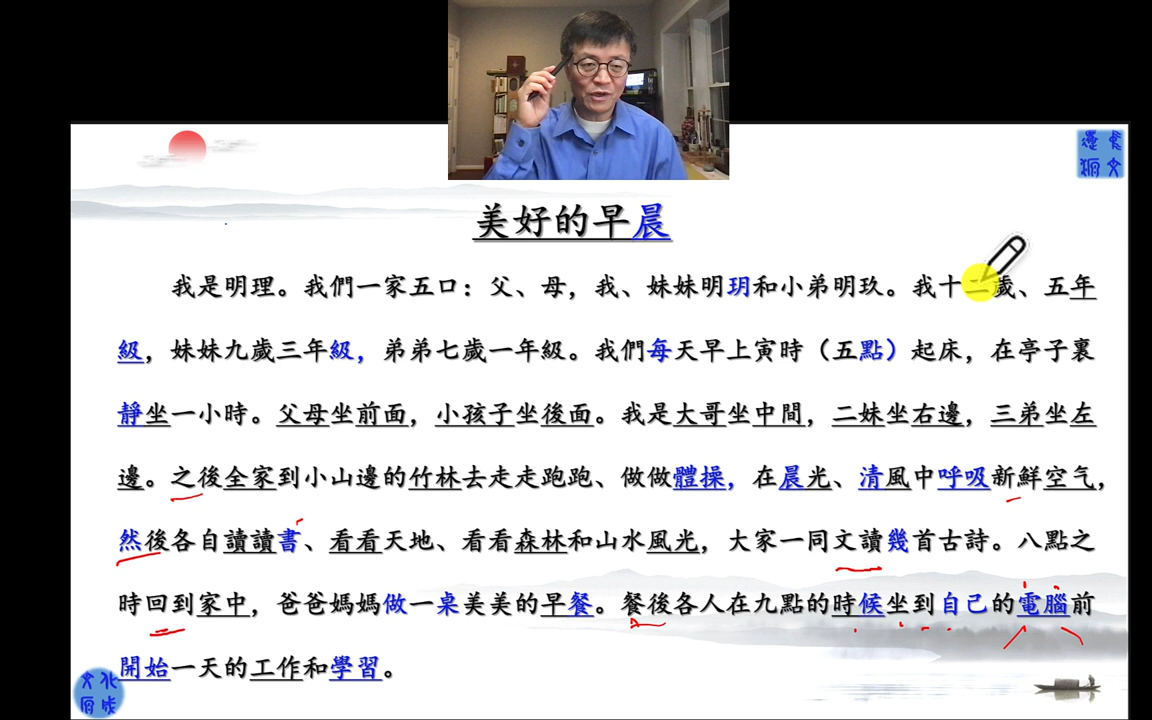 美好的早晨
我是明理。我們一家五口：父、母，我、妹妹明玥和小弟明玖。我十二歲、五年
級，妹妹九歲三年級，弟弟七歲一年級。我們每天早上寅時（五點）起床，在亭子裏
靜坐一小時。父母坐前面，小孩子坐後面。我是大哥坐中間，二妹坐右邊，三弟坐左
邊。之後全家到小山邊的竹林去走走跑跑、做做體操，在晨光、清風中呼吸新鮮空气，
然後各自讀讀書、看看天地、看看森林和山水風光，大家一同文讀幾首古詩。八點之
時回到家中，爸爸媽媽做一桌美美的早餐。餐後各人在九點的時候坐到自己的電腦前
開始一天的工作和學習。